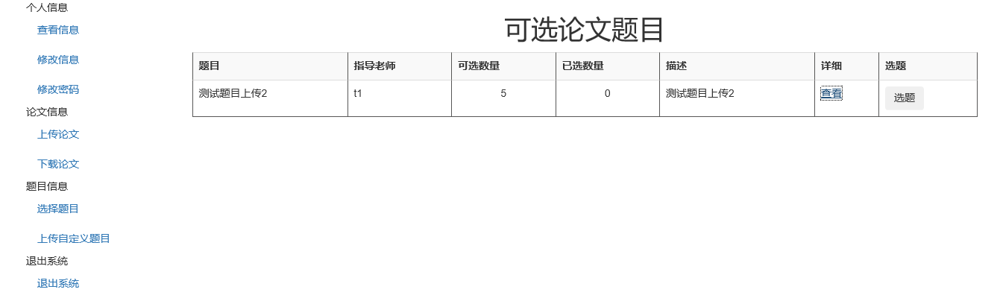 个人信息
查看信息
修改信息
修改密码
论文信息
上传论文
下载论文
题目信息
选择题目
上传自定义题目
退出系统
退出系统
可选论文题目
题目 指导老师 可选数量 已选数量 描述 详细 选题
测试题目上传2 t1 5 0 测试题目上传2 查看 选题